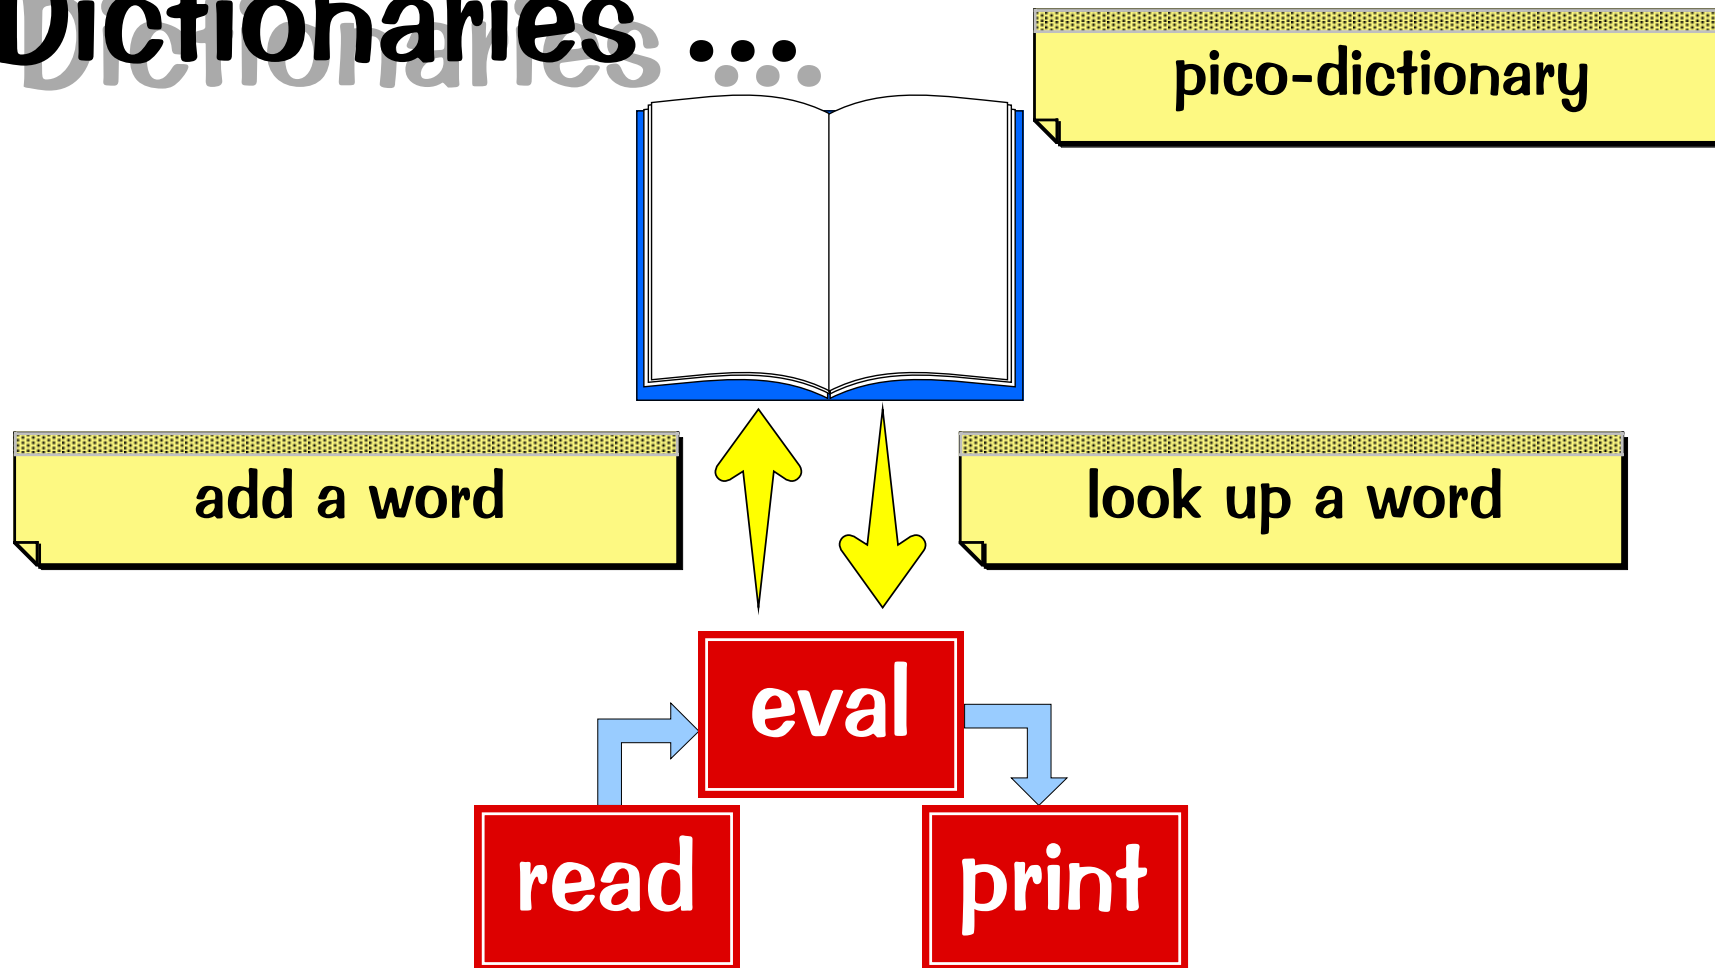 Dictionaries ...
pico-dictionary
add a word
look up a word
eval
read
print